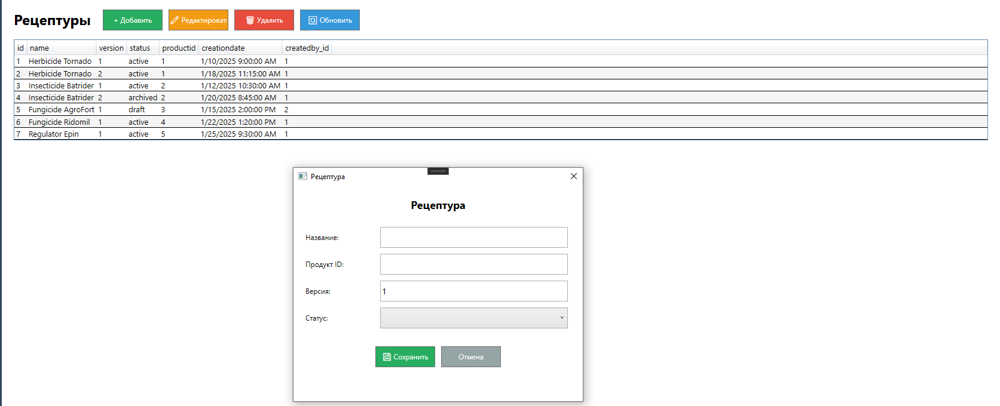 Рецептуры + Добавить Редактироват Удалить Обновить
id name version status productid creationdate createdby_id
1 Herbicide Tornado 1 active 1 1/10/2025 9:00:00 AM 1
2 Herbicide Tornado 2 active 1 1/18/2025 11:15:00 AM 1
3 Insecticide Batrider 1 active 2 1/12/2025 10:30:00 AM 1
4 Insecticide Batrider 2 archived 2 1/20/2025 8:45:00 AM 1
5 Fungicide AgroFort 1 draft 3 1/15/2025 2:00:00 PM 2
6 Fungicide Ridomil 1 active 4 1/22/2025 1:20:00 PM 1
7 Regulator Epin 1 active 5 1/25/2025 9:30:00 AM 1
Рецептура
Рецептура
Название:
Продукт ID:
Версия: 1
Статус:
Сохранить Отмена